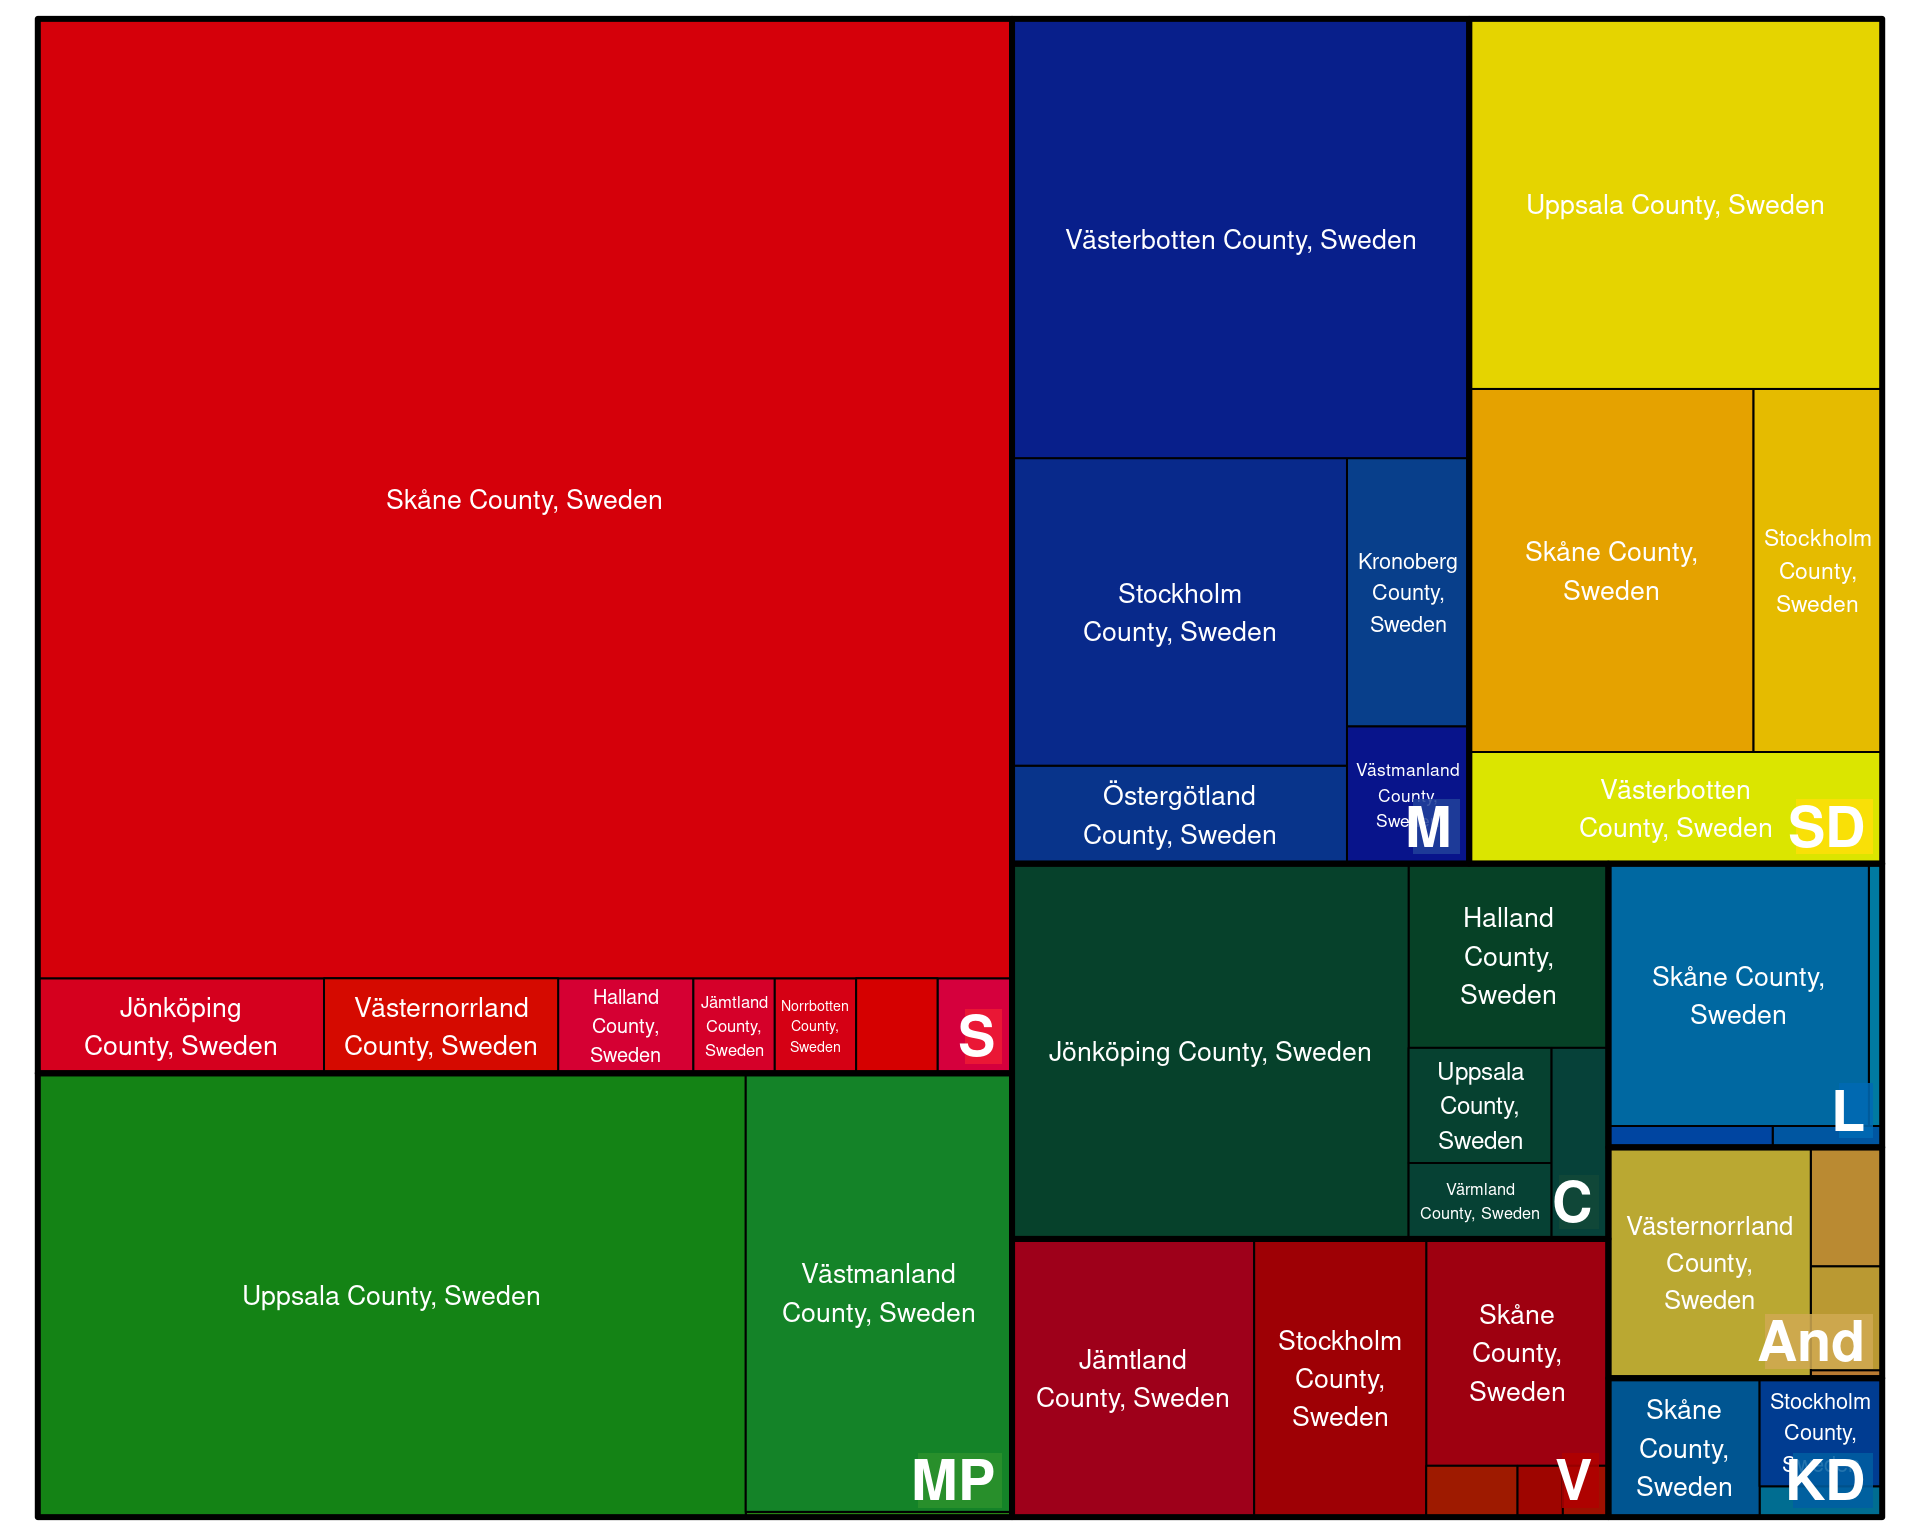 Skåne County, Sweden
Jönköping
County, Sweden
Västernorrland
County, Sweden
Halland
County,
Sweden
Jämtland
County,
Sweden
Norrbotten
County,
Sweden
S
Uppsala County, Sweden
Västmanland
County, Sweden
MP
Västerbotten County, Sweden
Stockholm
County, Sweden
Kronoberg
County,
Sweden
Östergötland
County, Sweden
Västmanland
County,
M
Uppsala County, Sweden
Skåne County,
Sweden
Stockholm
County,
Sweden
Västerbotten
County, Sweden
SD
Jönköping County, Sweden
Halland
County,
Sweden
Uppsala
County,
Sweden
Värmland
County, Sweden
C
Skåne County,
Sweden
L
Jämtland
County, Sweden
Stockholm
County,
Sweden
Skåne
County,
Sweden
V
Västernorrland
County,
Sweden
And
Skåne
County,
Sweden
Stockholm
County,
KD